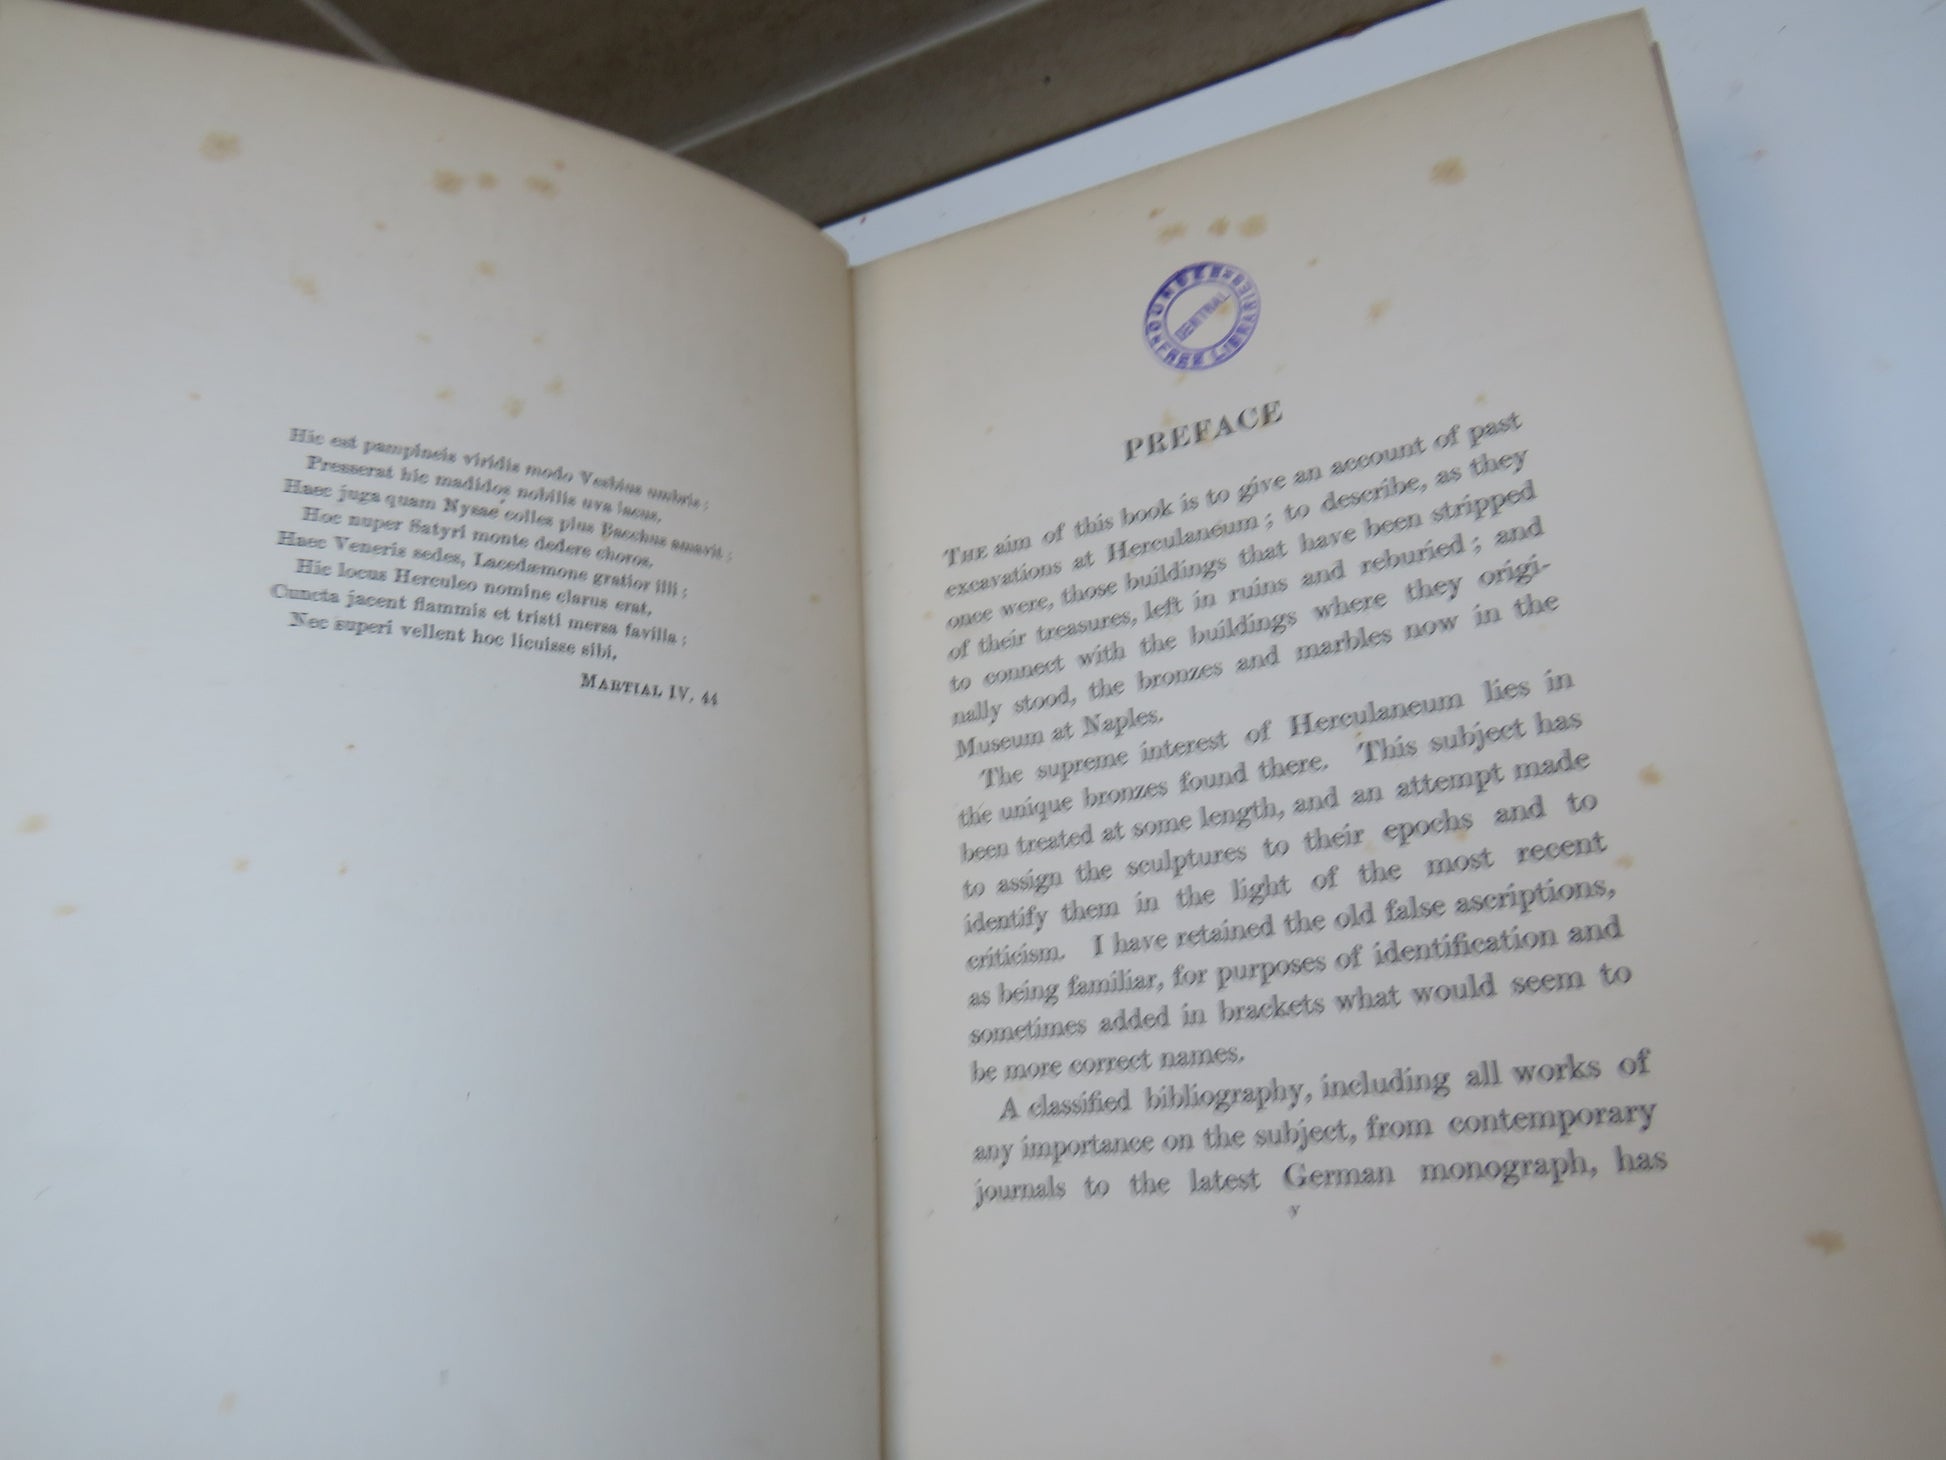 Hic est pampineis viridis modo Vesbius umbris;
Presserat hic madidos nobilis uva lacus,
Haec juga quam Nysae colles plus Bacchus amavit;
Hoc nuper Satyri monte dedere choros,
Haec Veneris sedes, Lacedæmone gratior illi;
Hic locus Herculeo nomine clarus erat,
Cuncta jacent flammis et tristi mersa favilla;
Nec superi vellent hoc licuisse sibi.
MARTIAL IV. 44
DUNDEE FREE LIBRARIES
CENTRAL
PREFACE
THE aim of this book is to give an account of past
excavations at Herculaneum; to describe, as they
once were, those buildings that have been stripped
of their treasures, left in ruins and reburied; and
to connect with the buildings where they origi-
nally stood, the bronzes and marbles now in the
Museum at Naples.
The supreme interest of Herculaneum lies in
the unique bronzes found there. This subject has
been treated at some length, and an attempt made
to assign the sculptures to their epochs and to
identify them in the light of the most recent
criticism. I have retained the old false ascriptions,
as being familiar, for purposes of identification and
sometimes added in brackets what would seem to
be more correct names.
A classified bibliography, including all works of
any importance on the subject, from contemporary
journals to the latest German monograph, has
v